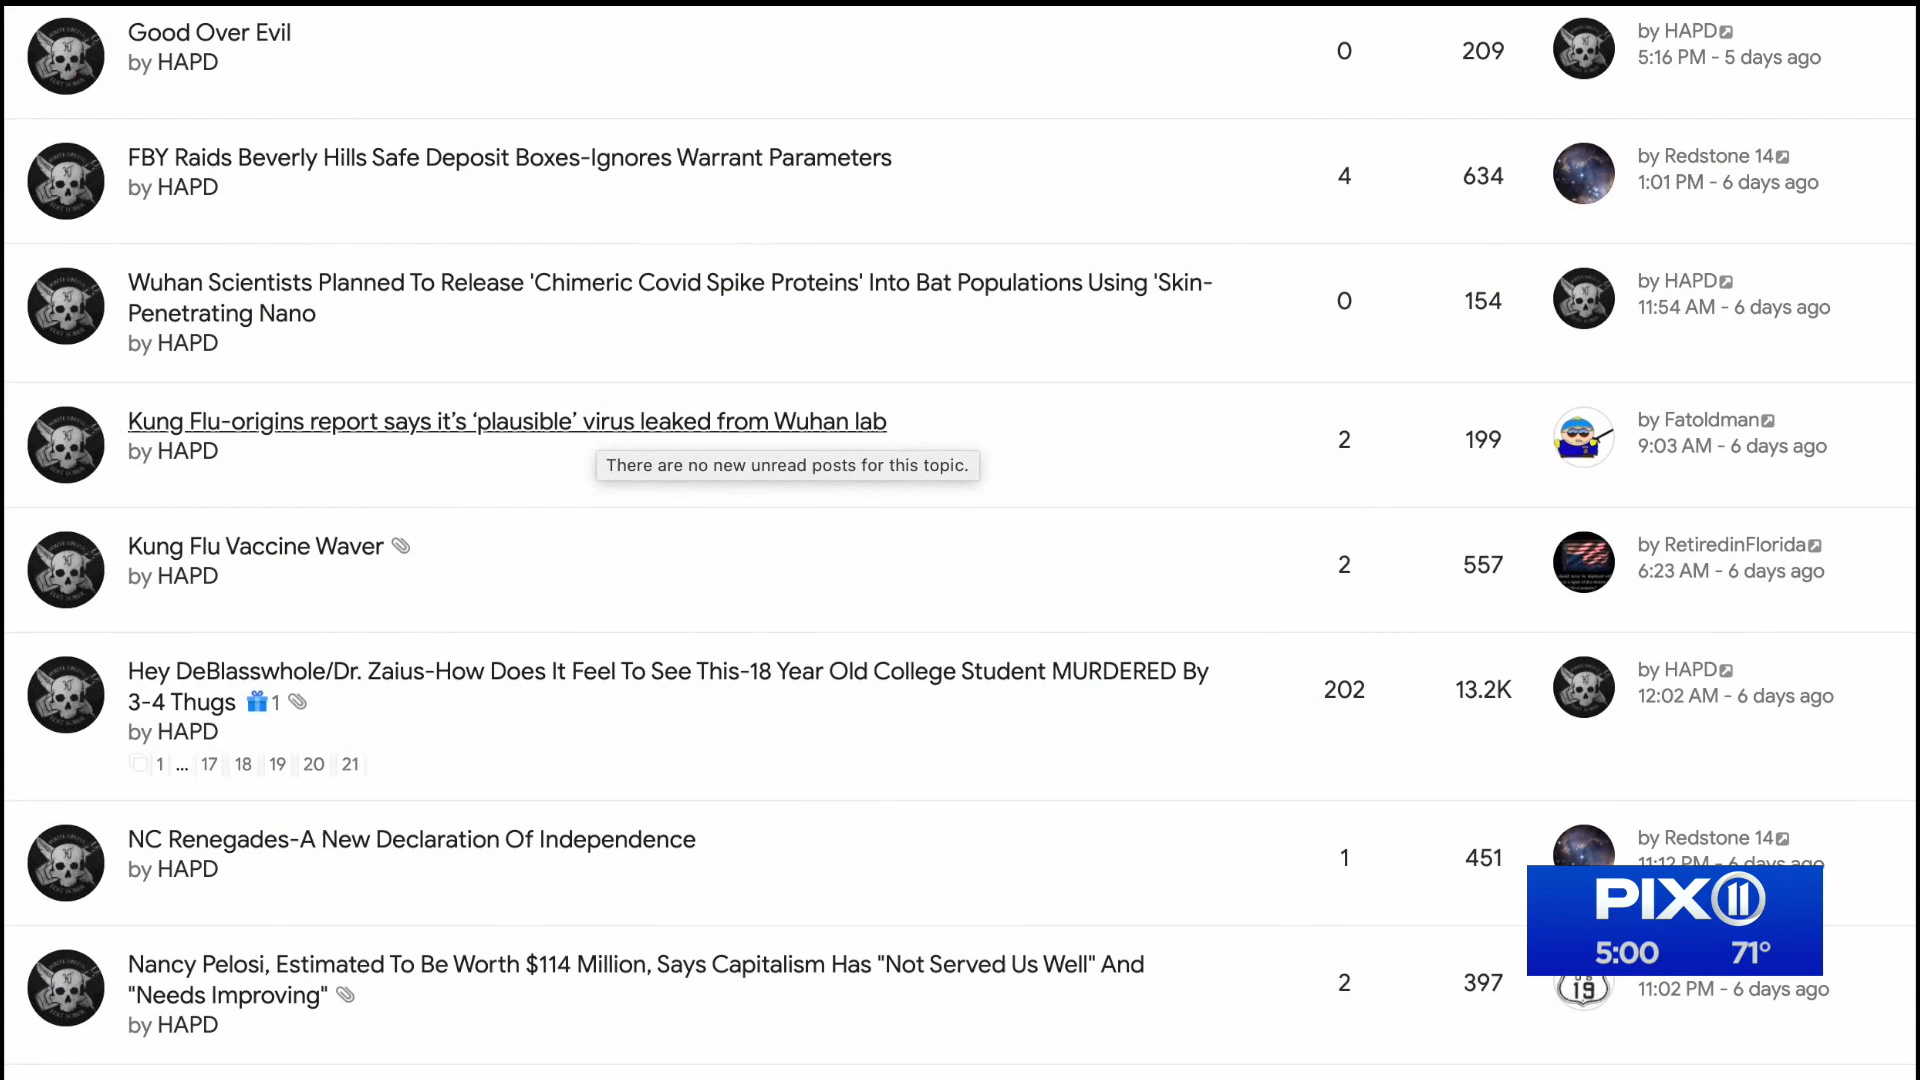 Good Over Evil
by HAPD
0
209
by HAPD
5:16 PM - 5 days ago
FBY Raids Beverly Hills Safe Deposit Boxes-Ignores Warrant Parameters
by HAPD
4
634
by Redstone 14
1:01 PM - 6 days ago
Wuhan Scientists Planned To Release 'Chimeric Covid Spike Proteins' Into Bat Populations Using 'Skin-
Penetrating Nano
by HAPD
0
154
by HAPD
11:54 AM - 6 days ago
Kung Flu-origins report says it’s ‘plausible’ virus leaked from Wuhan lab
by HAPD
There are no new unread posts for this topic.
2
199
by Fatoldman
9:03 AM - 6 days ago
Kung Flu Vaccine Waver
by HAPD
2
557
by RetiredinFlorida
6:23 AM - 6 days ago
Hey DeBlasswhole/Dr. Zaius-How Does It Feel To See This-18 Year Old College Student MURDERED By
3-4 Thugs 1
by HAPD
1 ... 17 18 19 20 21
202
13.2K
by HAPD
12:02 AM - 6 days ago
NC Renegades-A New Declaration Of Independence
by HAPD
1
451
by Redstone 14
11:12 PM - 6 days ago
PIX 11
5:00 71°
Nancy Pelosi, Estimated To Be Worth $114 Million, Says Capitalism Has "Not Served Us Well" And
"Needs Improving"
by HAPD
2
397
19
11:02 PM - 6 days ago